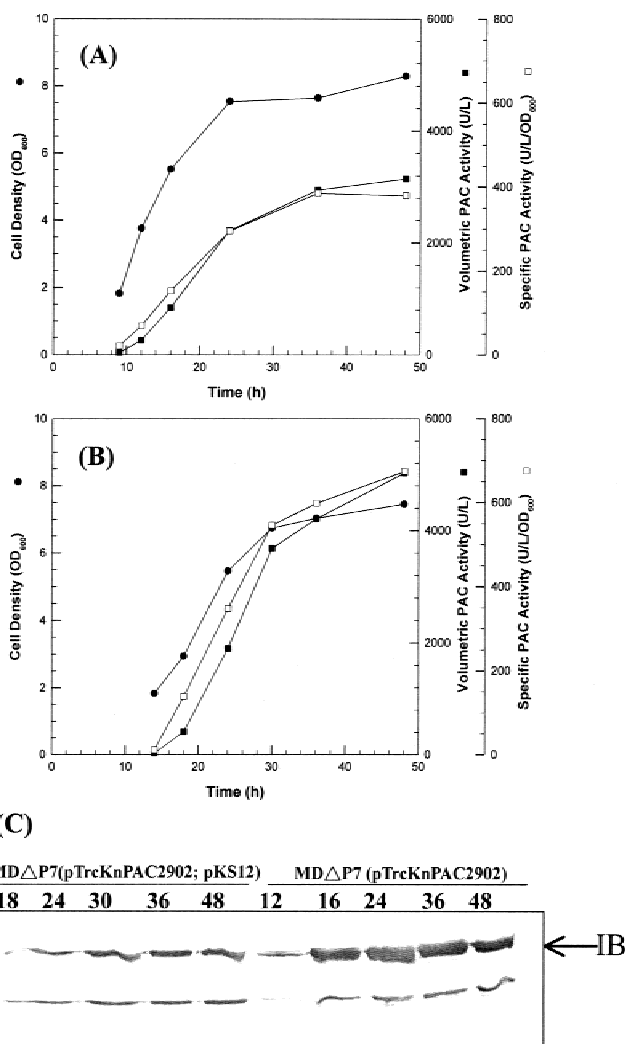 (A)
10
8
6
4
2
0
Cell Density (OD600)
0 10 20 30 40 50
Time (h)
6000
4000
2000
0
Volumetric PAC Activity (U/L)
800
600
400
200
0
Specific PAC Activity (U/L/OD600)
(B)
10
8
6
4
2
0
Cell Density (OD600)
0 10 20 30 40 50
Time (h)
6000
4000
2000
0
Volumetric PAC Activity (U/L)
800
600
400
200
0
Specific PAC Activity (U/L/OD600)
(C)
MD△P7(pTrcKnPAC2902; pKS12) MD△P7 (pTrcKnPAC2902)
18 24 30 36 48 12 16 24 36 48
IB